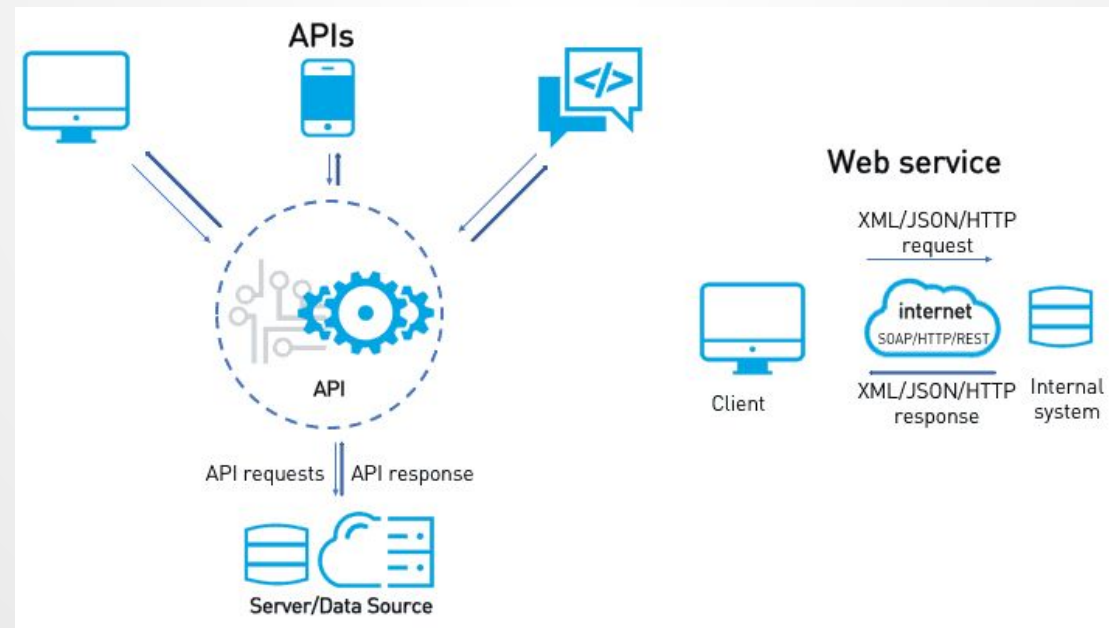 APIs
</>
API
API requests
API response
Server/Data Source
Web service
XML/JSON/HTTP
request
internet
SOAP/HTTP/REST
XML/JSON/HTTP
response
Client
Internal
system